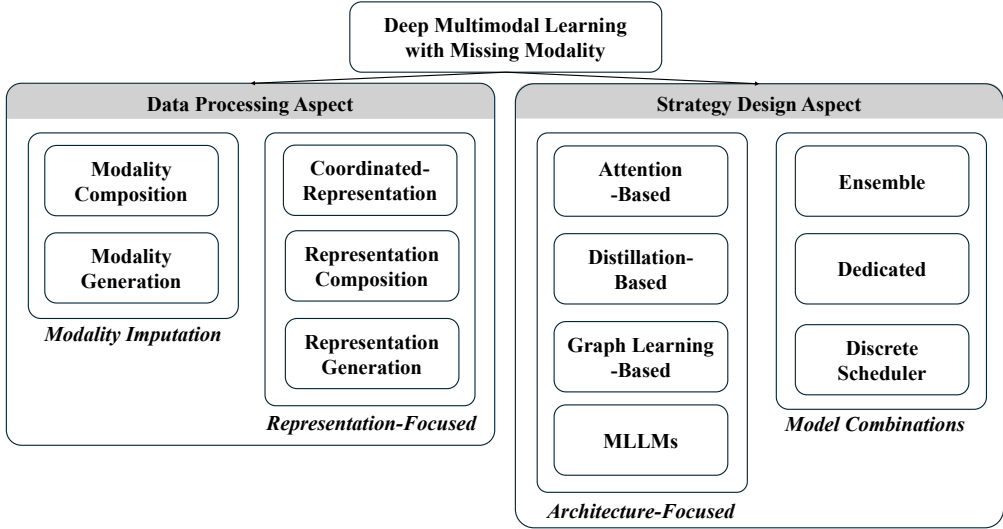 Deep Multimodal Learning
with Missing Modality
Data Processing Aspect
Modality
Composition
Modality
Generation
Modality Imputation
Coordinated-
Representation
Representation
Composition
Representation
Generation
Representation-Focused
Strategy Design Aspect
Attention
-Based
Distillation-
Based
Graph Learning
-Based
MLLMs
Architecture-Focused
Ensemble
Dedicated
Discrete
Scheduler
Model Combinations